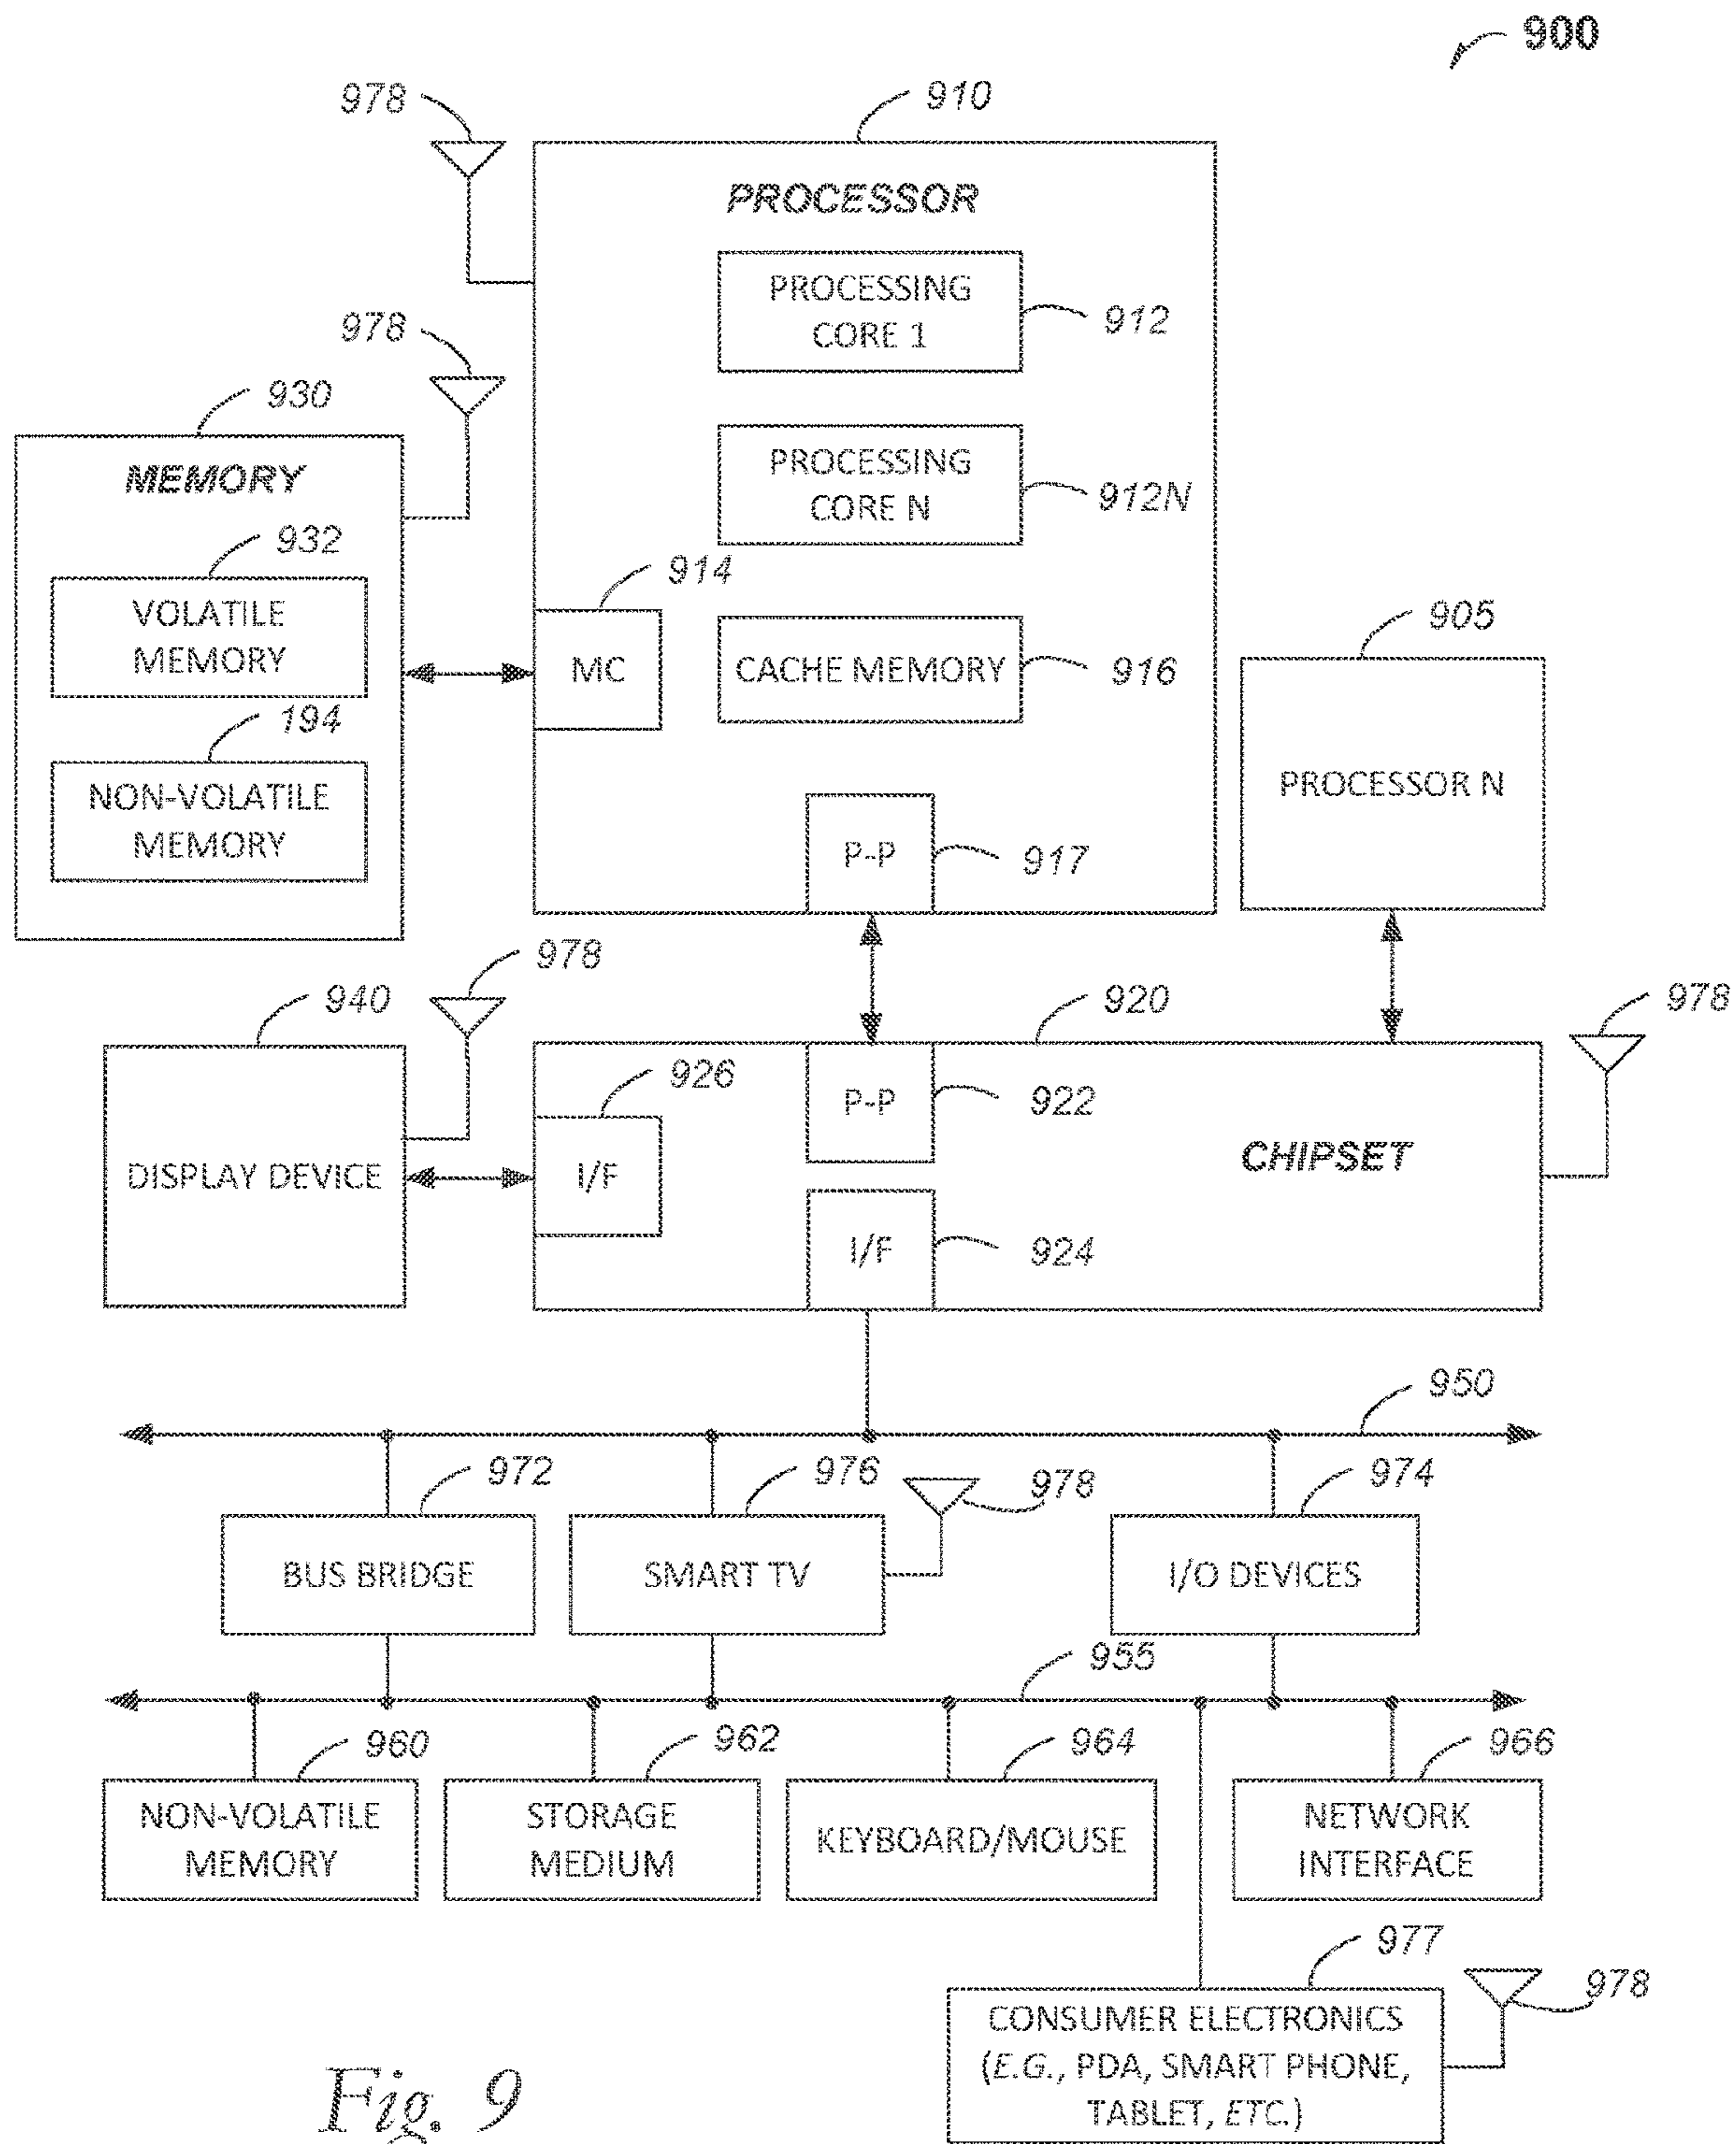 900
978
910
PROCESSOR
PROCESSING
CORE 1
912
978
930
MEMORY
PROCESSING
CORE N
912N
932
VOLATILE
MEMORY
914
MC
CACHE MEMORY
916
905
PROCESSOR N
194
NON-VOLATILE
MEMORY
P-P
917
978
940
920
978
DISPLAY DEVICE
926
I/F
P-P
922
CHIPSET
I/F
924
950
972
976
978
974
BUS BRIDGE
SMART TV
I/O DEVICES
955
960
962
964
966
NON-VOLATILE
MEMORY
STORAGE
MEDIUM
KEYBOARD/MOUSE
NETWORK
INTERFACE
977
978
CONSUMER ELECTRONICS
(E.G., PDA, SMART PHONE,
TABLET, ETC.)
Fig. 9